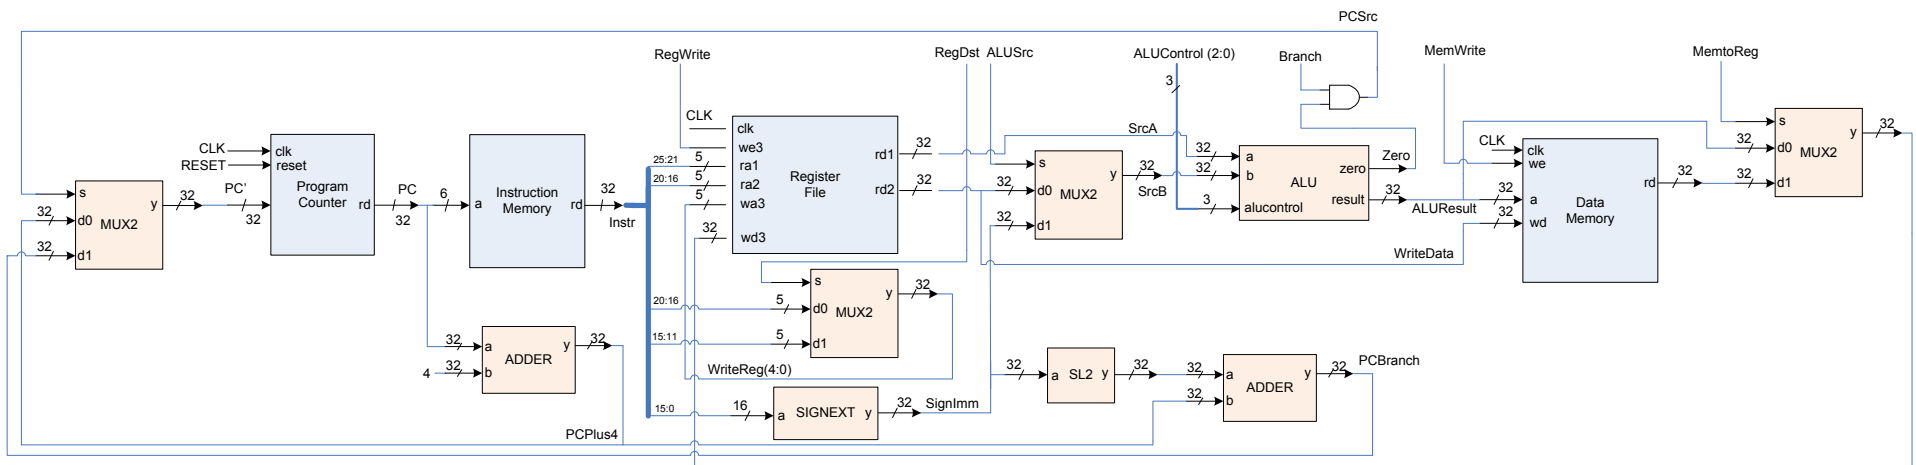 PCSrc
RegWrite
RegDst ALUSrc
ALUControl (2:0)
3
Branch
MemWrite
MemtoReg
s
d0
d1
y
MUX2
32
32
32
PC'
32
CLK
RESET
clk
reset
Program
Counter
rd
PC
32
6
a
Instruction
Memory
rd
32
Instr
CLK
25:21
20:16
5
5
5
32
clk
we3
ra1
ra2
wa3
wd3
Register
File
rd1
rd2
32
32
SrcA
32
32
s
d0
d1
y
MUX2
32
SrcB
32
32
3
a
b
alucontrol
ALU
zero
result
Zero
32
ALUResult
WriteData
CLK
32
32
clk
we
a
wd
Data
Memory
rd
32
32
32
s
d0
d1
y
MUX2
32
20:16
15:11
5
5
s
d0
d1
y
MUX2
32
WriteReg(4:0)
4
32
32
a
b
y
ADDER
32
PCPlus4
15:0
16
a
SIGNEXT
y
32
SignImm
32
a
SL2
y
32
32
32
a
b
y
ADDER
32
PCBranch